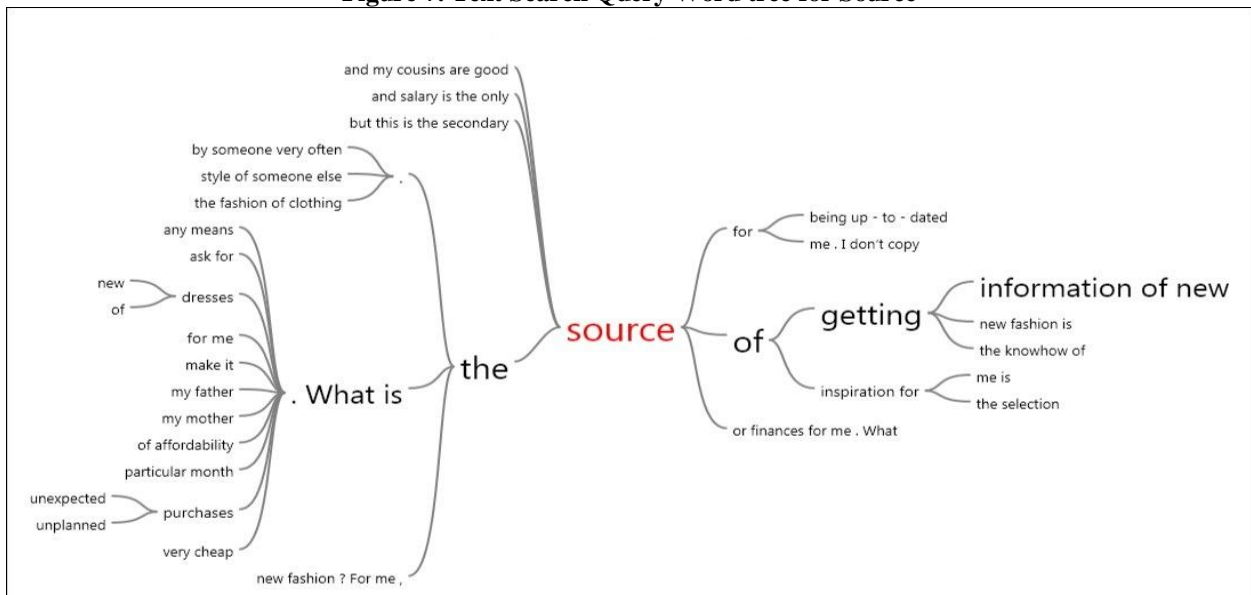 Figure 7: Text Search Query Word tree for Source
and my cousins are good
and salary is the only
but this is the secondary
by someone very often
style of someone else
the fashion of clothing
.
any means
ask for
new
of
dresses
for me
make it
my father
my mother
of affordability
particular month
unexpected
unplanned
purchases
very cheap
. What is
new fashion ? For me ,
the
source
for
being up - to - dated
me . I don't copy
of
getting
information of new
new fashion is
the knowhow of
inspiration for
me is
the selection
or finances for me . What